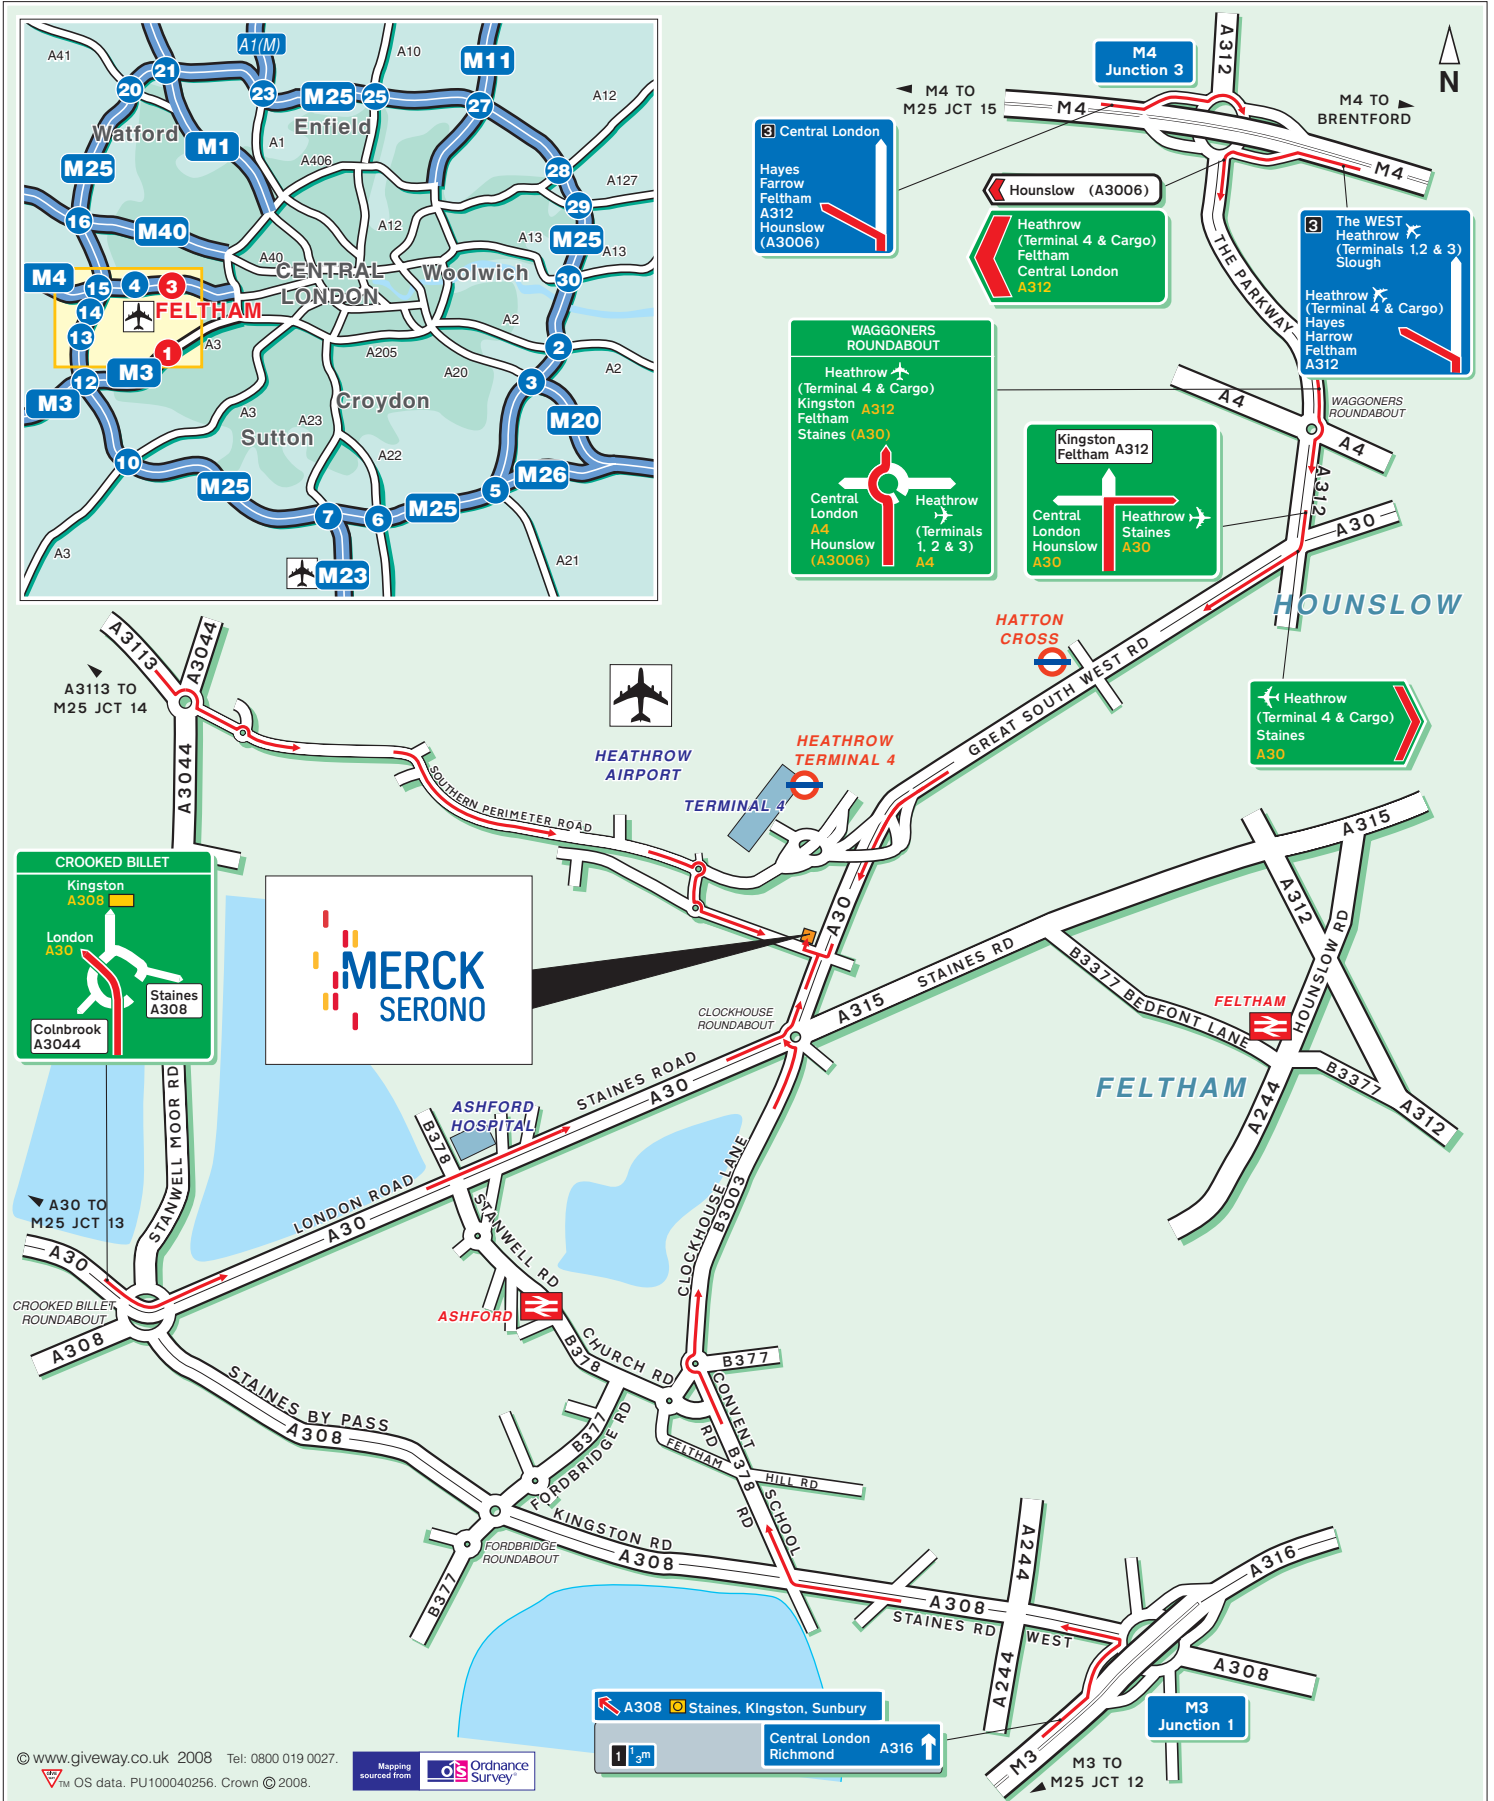 A41
A1(M)
A10
M11
21
20
23
M25
25
27
A12
Watford
Enfield
M1
A1
A406
M25
28
A127
29
16
M40
A12
A13
M25
A13
A40
CENTRAL
LONDON
Woolwich
30
M4
15
4
3
FELTHAM
14
13
A3
1
A2
A205
2
A2
M3
12
A20
3
M3
A3
A23
Croydon
M20
Sutton
A22
10
M25
M26
5
M25
7
6
A3
M23
A21
M4
Junction 3
A312
N
M4 TO
M25 JCT 15
M4
M4 TO
BRENTFORD
M4
3 Central London
Hayes
Farrow
Feltham
A312
Hounslow
(A3006)
Hounslow (A3006)
Heathrow
(Terminal 4 & Cargo)
Feltham
Central London
A312
THE PARKWAY
3 The WEST
Heathrow
(Terminals 1,2 & 3)
Slough
Heathrow
(Terminal 4 & Cargo)
Hayes
Harrow
Feltham
A312
WAGGONERS
ROUNDABOUT
Heathrow
(Terminal 4 & Cargo)
Kingston A312
Feltham
Staines (A30)
Central
London
A4
Hounslow
(A3006)
Heathrow
(Terminals
1, 2 & 3)
A4
A4
WAGGONERS
ROUNDABOUT
A4
Kingston
Feltham A312
Central
London
Hounslow
A30
Heathrow
Staines
A30
A312
A30
HOUNSLOW
HATTON
CROSS
GREAT SOUTH WEST RD
Heathrow
(Terminal 4 & Cargo)
Staines
A30
A3113
A3044
A3113 TO
M25 JCT 14
A3044
SOUTHERN PERIMETER ROAD
HEATHROW
AIRPORT
HEATHROW
TERMINAL 4
TERMINAL 4
A30
CROOKED BILLET
Kingston
A308
London
A30
Staines
A308
Colnbrook
A3044
MERCK
SERONO
A315
A312
HOUNSLOW RD
STAINES RD
A315
B3377 BEDFONT LANE
FELTHAM
FELTHAM
B3377
A312
A244
CLOCKHOUSE
ROUNDABOUT
STAINES ROAD
A30
ASHFORD
HOSPITAL
B378
STANWELL MOOR RD
LONDON ROAD
A30
A30 TO
M25 JCT 13
A30
CROOKED BILLET
ROUNDABOUT
A308
STANWELL RD
ASHFORD
CLOCKHOUSE LANE
B3003
B378
CHURCH RD
B377
CONVENT
RD
B378
SCHOOL
RD
FELTHAM
HILL RD
STAINES BY PASS
A308
B377
FORDBRIDGE RD
FORDBRIDGE
ROUNDABOUT
B377
KINGSTON RD
A308
A308
STAINES RD WEST
A244
A244
A316
A308
M3
Junction 1
M3
M3 TO
M25 JCT 12
A308 Staines, KIngston, Sunbury
1 1/3m
Central London
Richmond
A316
© www.giveway.co.uk 2008 Tel: 0800 019 0027.
give way TM OS data. PU100040256. Crown © 2008.
Mapping
sourced from
OS Ordnance
Survey®